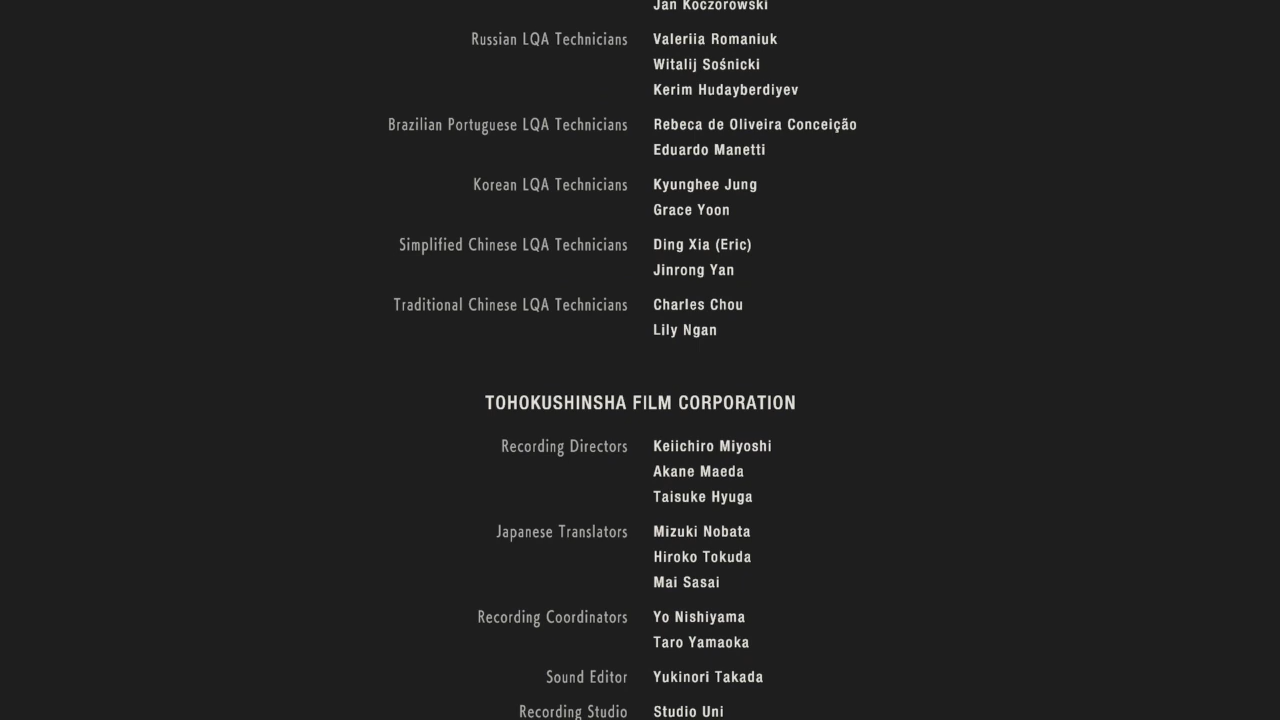 Jan Koczorowski
Russian LQA Technicians Valeriia Romaniuk
Witalij Sośnicki
Kerim Hudayberdiyev
Brazilian Portuguese LQA Technicians Rebeca de Oliveira Conceição
Eduardo Manetti
Korean LQA Technicians Kyunghee Jung
Grace Yoon
Simplified Chinese LQA Technicians Ding Xia (Eric)
Jinrong Yan
Traditional Chinese LQA Technicians Charles Chou
Lily Ngan
TOHOKUSHINSHA FILM CORPORATION
Recording Directors Keiichiro Miyoshi
Akane Maeda
Taisuke Hyuga
Japanese Translators Mizuki Nobata
Hiroko Tokuda
Mai Sasai
Recording Coordinators Yo Nishiyama
Taro Yamaoka
Sound Editor Yukinori Takada
Recording Studio Studio Uni